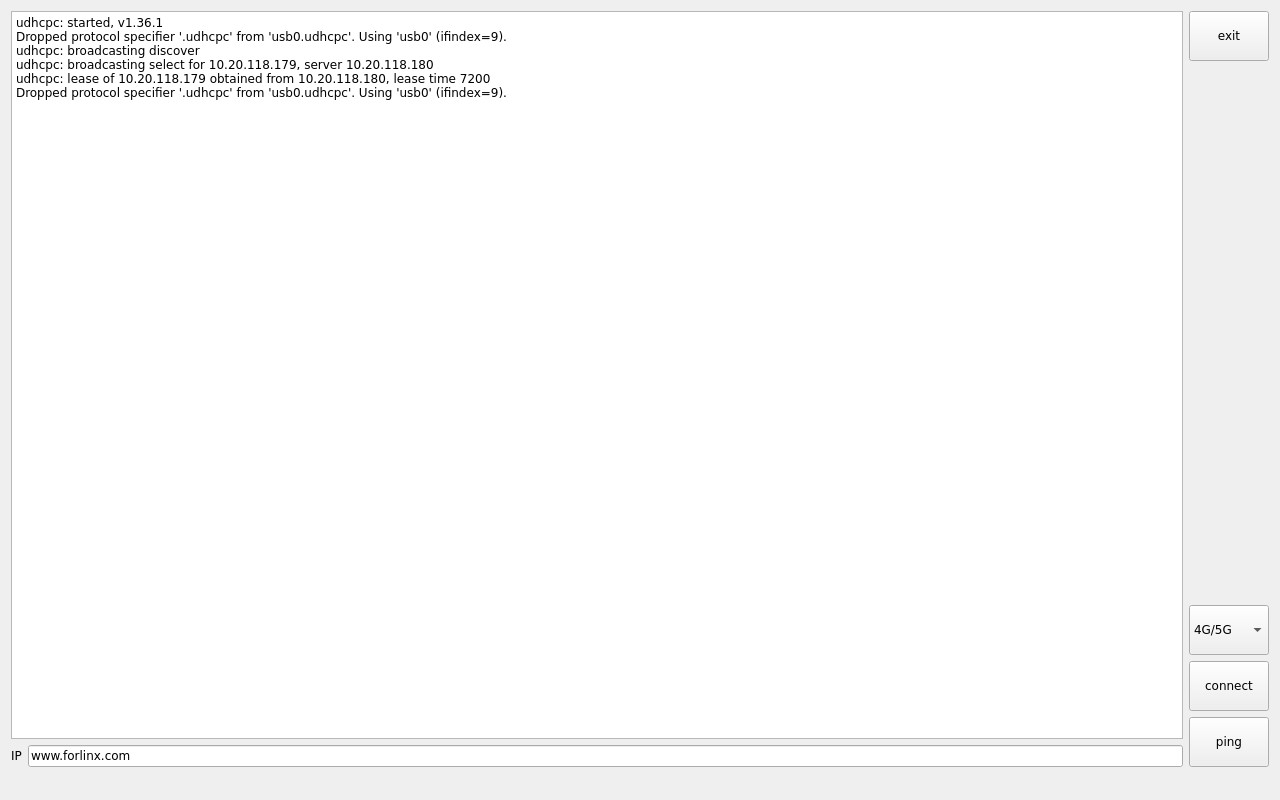 udhcpc: started, v1.36.1
Dropped protocol specifier '.udhcpc' from 'usb0.udhcpc'. Using 'usb0' (ifindex=9).
udhcpc: broadcasting discover
udhcpc: broadcasting select for 10.20.118.179, server 10.20.118.180
udhcpc: lease of 10.20.118.179 obtained from 10.20.118.180, lease time 7200
Dropped protocol specifier '.udhcpc' from 'usb0.udhcpc'. Using 'usb0' (ifindex=9).
exit
4G/5G
connect
ping
IP www.forlinx.com